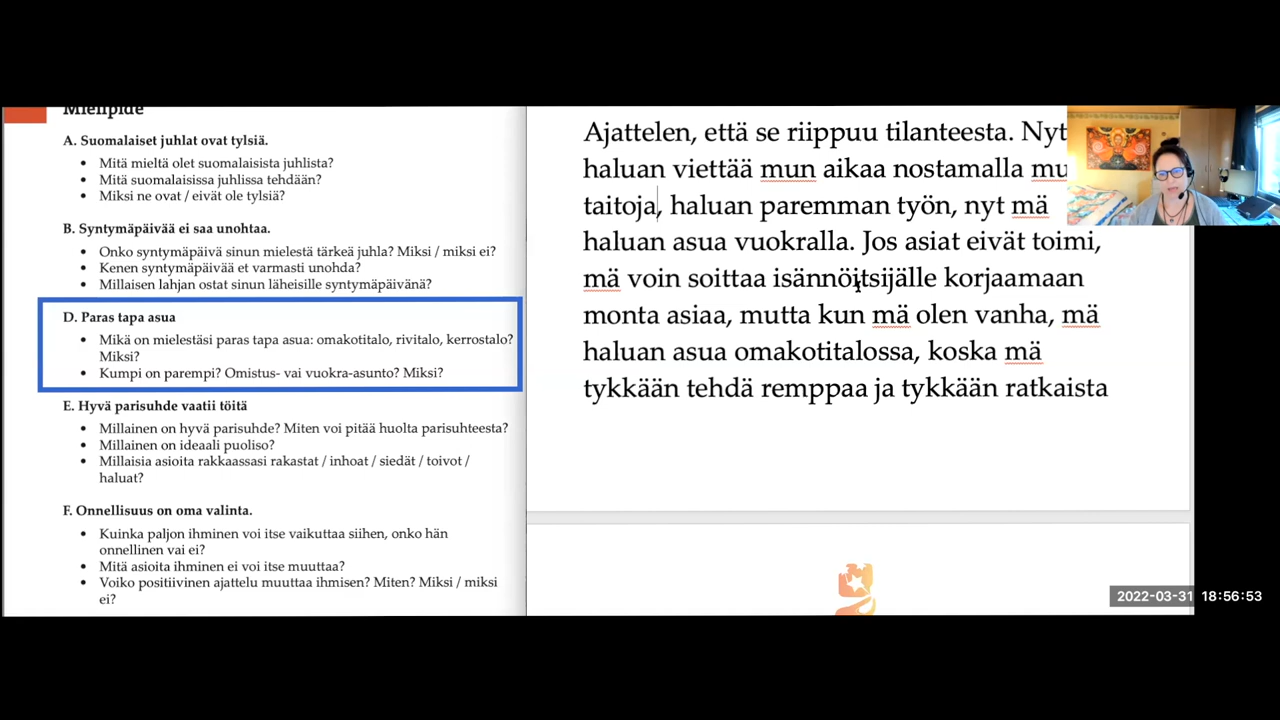 Mielipide
A. Suomalaiset juhlat ovat tylsiä.
• Mitä mieltä olet suomalaisista juhlista?
• Mitä suomalaisissa juhlissa tehdään?
• Miksi ne ovat / eivät ole tylsiä?
B. Syntymäpäivää ei saa unohtaa.
• Onko syntymäpäivä sinun mielestä tärkeä juhla? Miksi / miksi ei?
• Kenen syntymäpäivää et varmasti unohda?
• Millaisen lahjan ostat sinun läheisille syntymäpäivänä?
D. Paras tapa asua
• Mikä on mielestäsi paras tapa asua: omakotitalo, rivitalo, kerrostalo?
Miksi?
• Kumpi on parempi? Omistus- vai vuokra-asunto? Miksi?
E. Hyvä parisuhde vaatii töitä
• Millainen on hyvä parisuhde? Miten voi pitää huolta parisuhteesta?
• Millainen on ideaali puoliso?
• Millaisia asioita rakkaassasi rakastat / inhoat / siedät / toivot /
haluat?
F. Onnellisuus on oma valinta.
• Kuinka paljon ihminen voi itse vaikuttaa siihen, onko hän
onnellinen vai ei?
• Mitä asioita ihminen ei voi itse muuttaa?
• Voiko positiivinen ajattelu muuttaa ihmisen? Miten? Miksi / miksi
ei?
Ajattelen, että se riippuu tilanteesta. Nyt
haluan viettää mun aikaa nostamalla mu
taitoja, haluan paremman työn, nyt mä
haluan asua vuokralla. Jos asiat eivät toimi,
mä voin soittaa isännöitsijälle korjaamaan
monta asiaa, mutta kun mä olen vanha, mä
haluan asua omakotitalossa, koska mä
tykkään tehdä remppaa ja tykkään ratkaista
2022-03-31 18:56:53